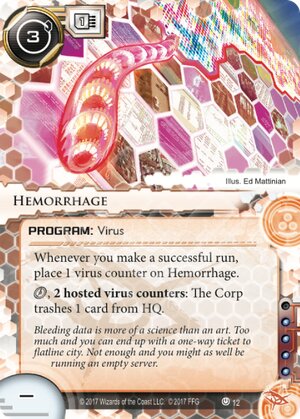 3
1
Illus. Ed Mattinian
HEMORRHAGE
PROGRAM: Virus
Whenever you make a successful run,
place 1 virus counter on Hemorrhage.
, 2 hosted virus counters: The Corp
trashes 1 card from HQ.
Bleeding data is more of a science than an art. Too
much and you can end up with a one-way ticket to
flatline city. Not enough and you might as well be
running an empty server.
–
© 2017 Wizards of the Coast LLC. © 2017 FFG
12